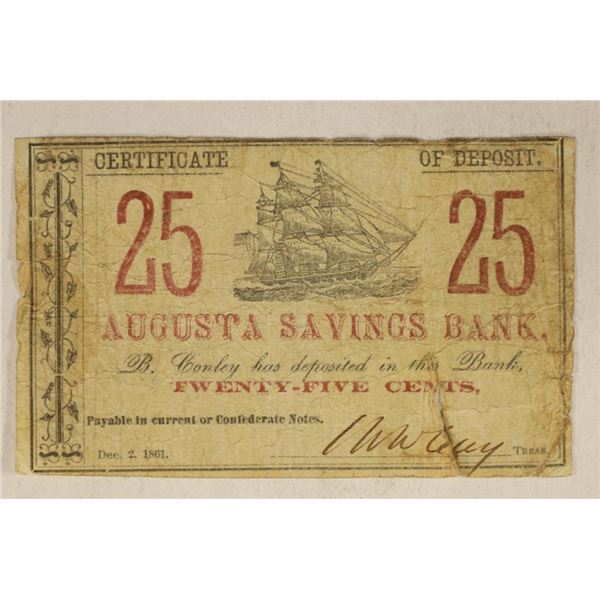 CERTIFICATE OF DEPOSIT.
25 25
AUGUSTA SAVINGS BANK.
B. Conley has deposited in this Bank,
TWENTY-FIVE CENTS,
Payable in current or Confederate Notes.
Dec. 2, 1861. TREAS.